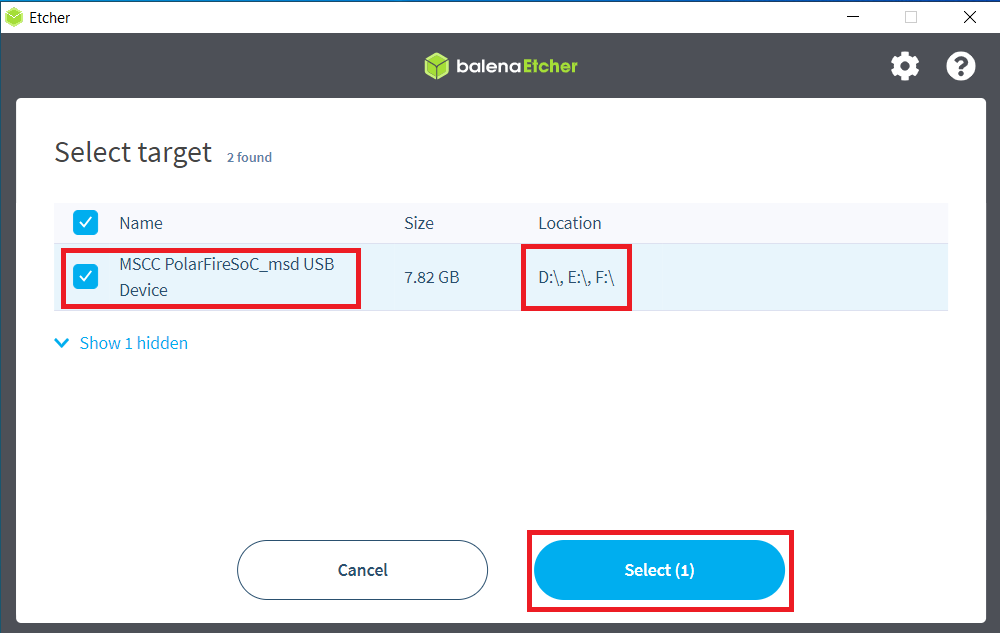 Etcher
balenaEtcher
Select target 2 found
Name Size Location
MSCC PolarFireSoC_msd USB
Device
7.82 GB
D:\, E:\, F:\
Show 1 hidden
Cancel
Select (1)